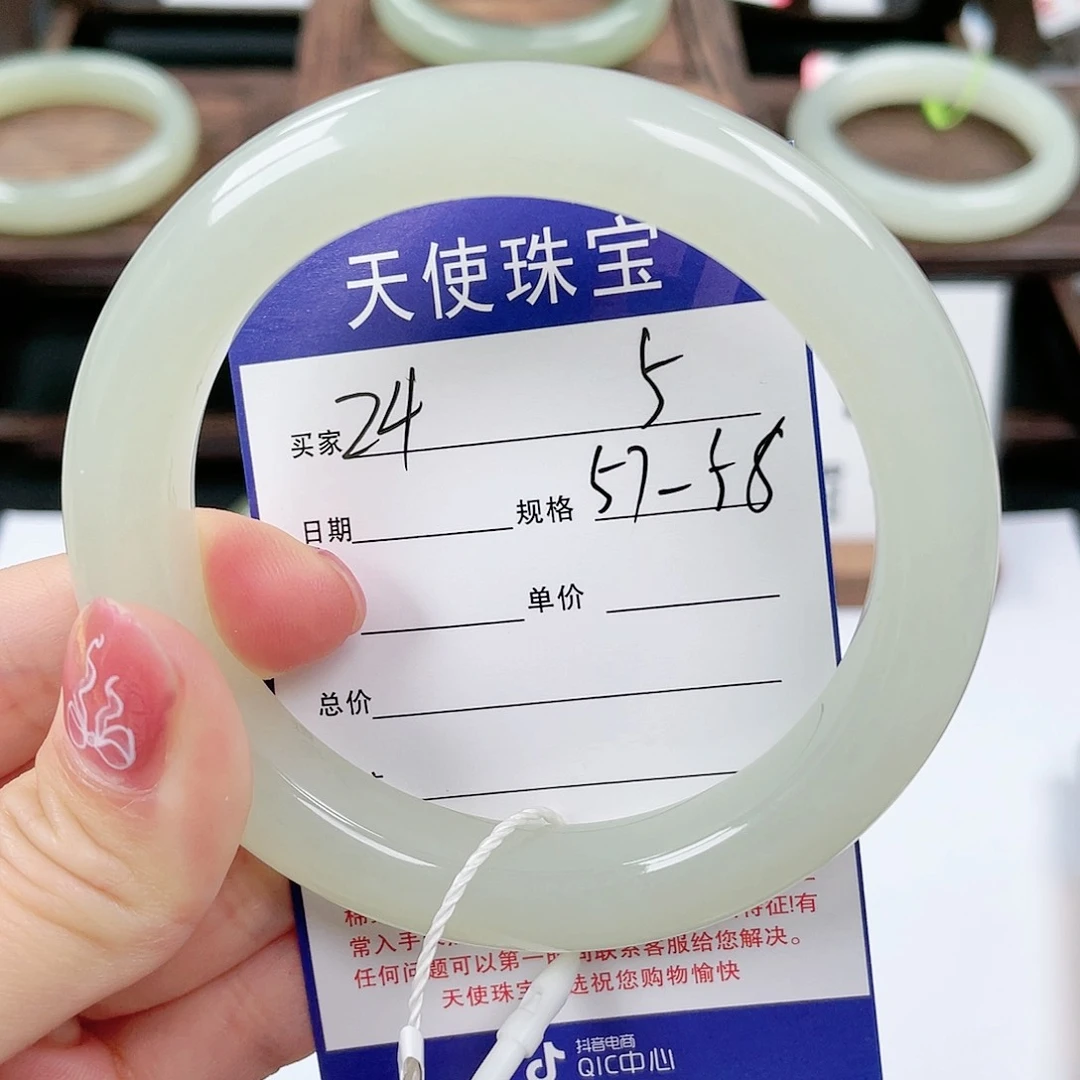 天使珠宝
买家 24 5
日期 规格 57-58
单价
总价
特征!有
常入手
联系客服给您解决。
任何问题可以第一时间
天使珠宝 选祝您购物愉快
抖音电商
QIC中心